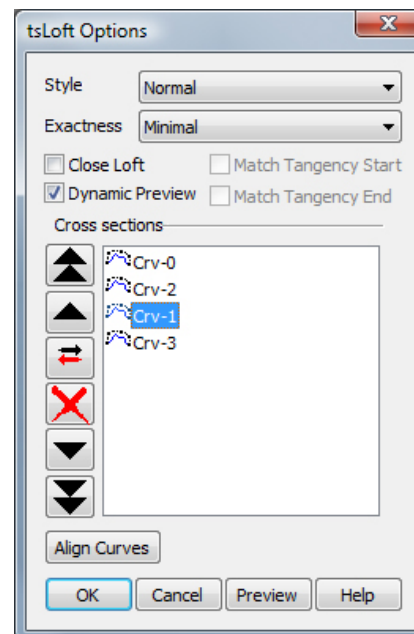 tsLoft Options
Style Normal
Exactness Minimal
Close Loft Match Tangency Start
Dynamic Preview Match Tangency End
Cross sections
Crv-0
Crv-2
Crv-1
Crv-3
Align Curves
OK Cancel Preview Help